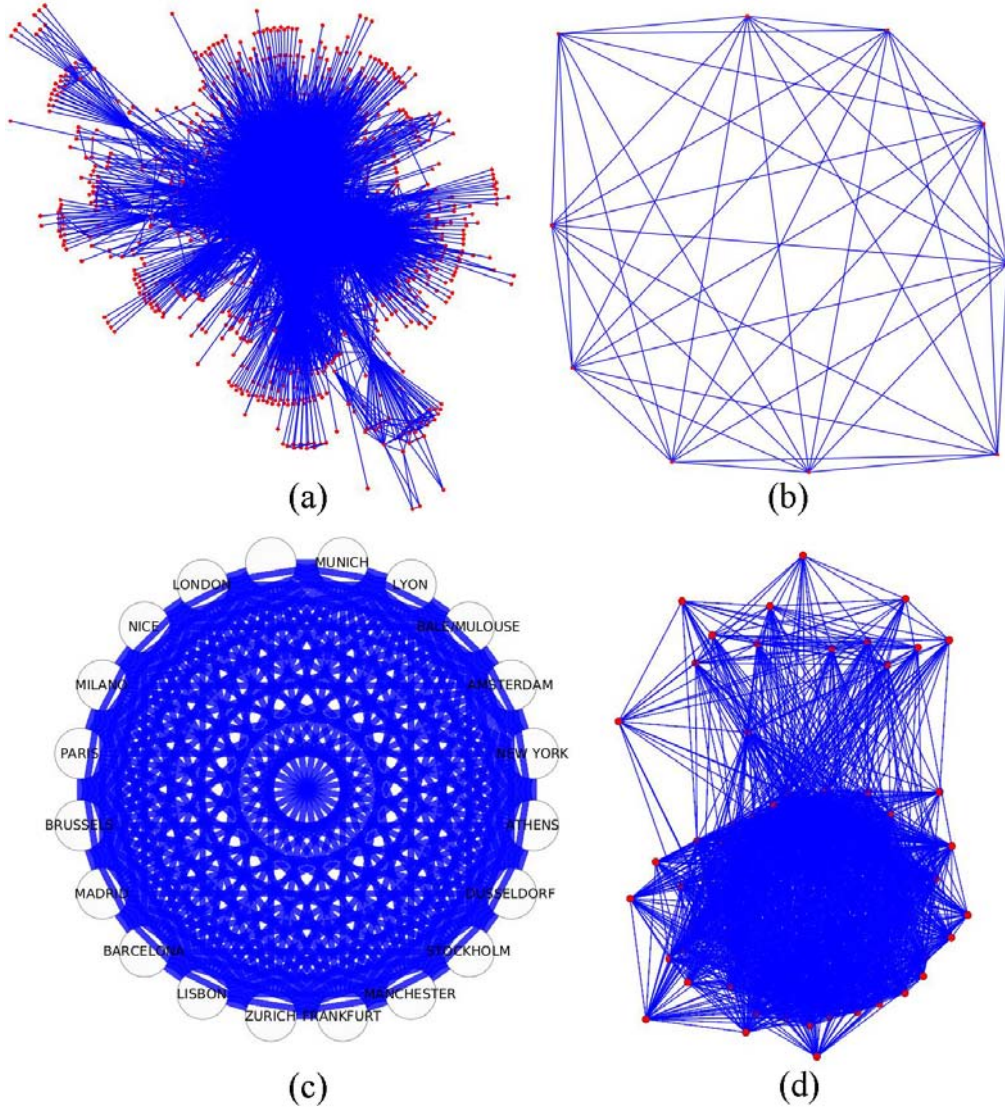 (a)
(b)
MUNICH
LONDON
LYON
NICE
BALE/MULOUSE
MILANO
AMSTERDAM
PARIS
NEW YORK
BRUSSELS
ATHENS
MADRID
DUSSELDORF
BARCELONA
STOCKHOLM
LISBON
MANCHESTER
ZURICH
FRANKFURT
(c)
(d)